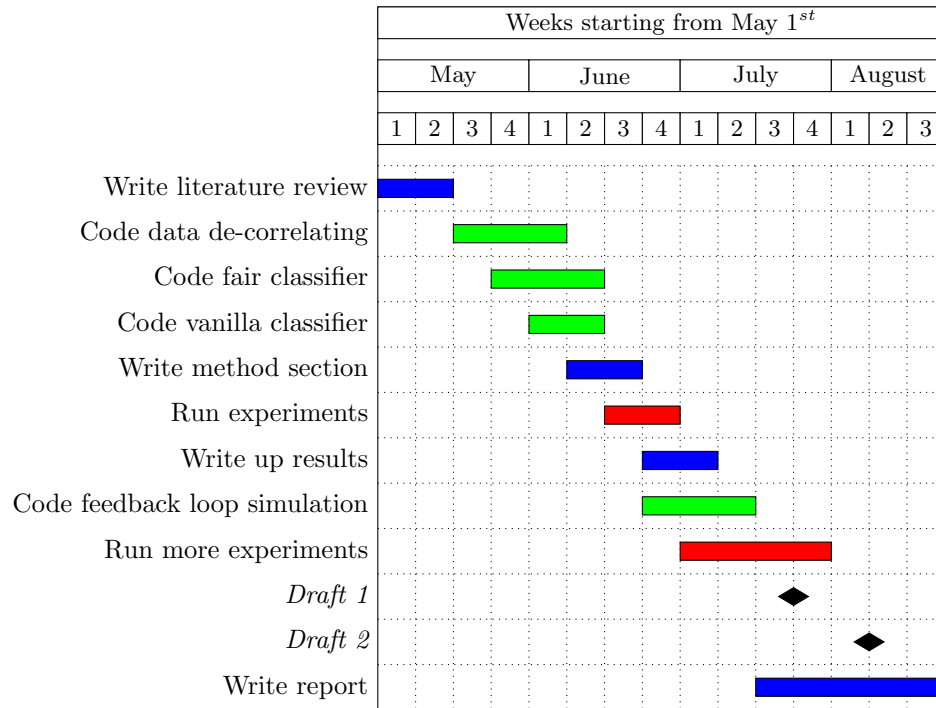 Weeks starting from May 1st
May June July August
1 2 3 4 1 2 3 4 1 2 3 4 1 2 3
Write literature review
Code data de-correlating
Code fair classifier
Code vanilla classifier
Write method section
Run experiments
Write up results
Code feedback loop simulation
Run more experiments
Draft 1
Draft 2
Write report